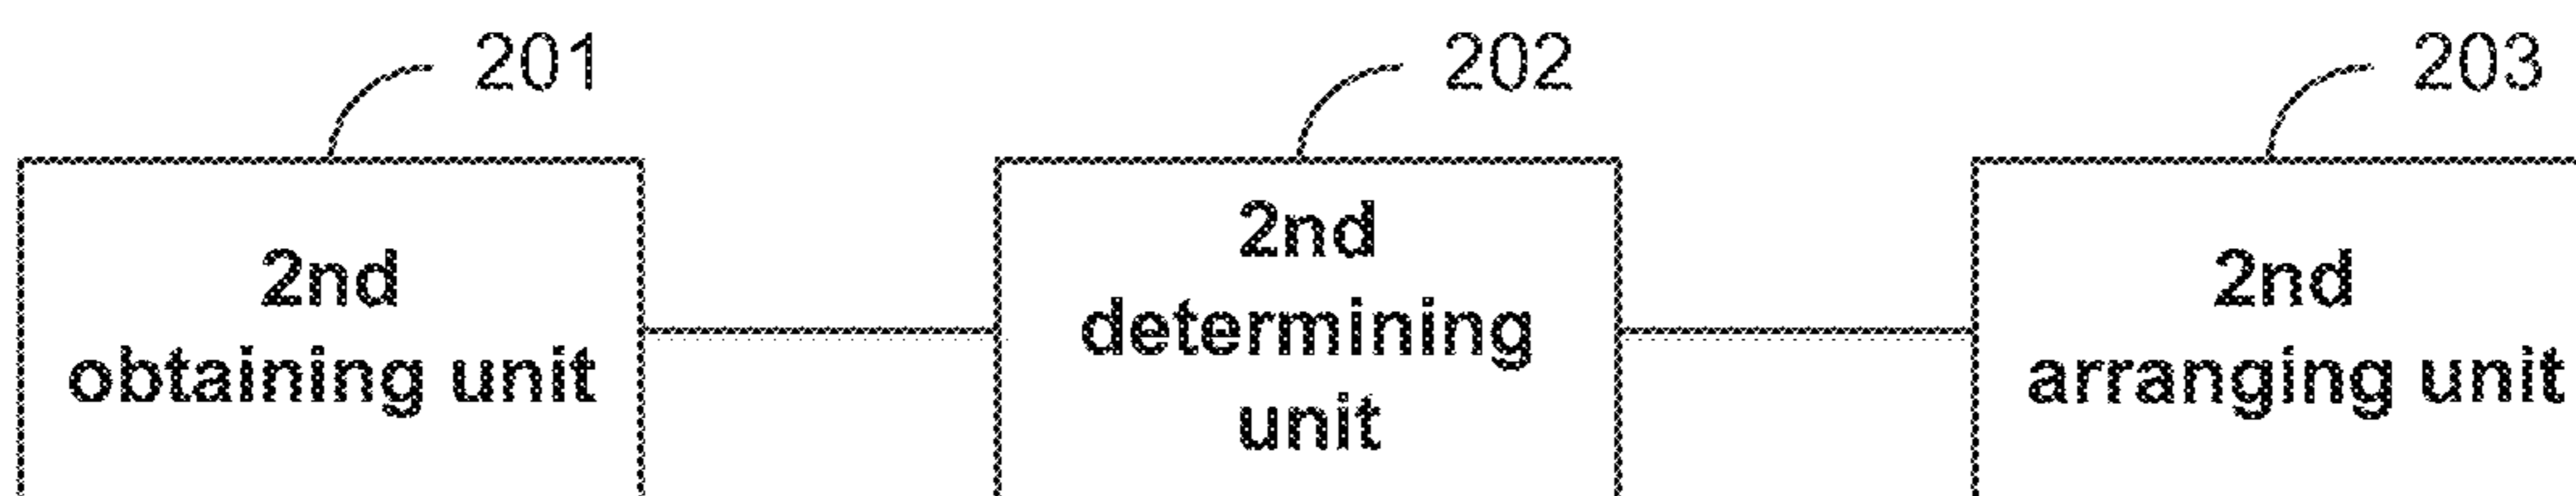 201
202
203
2nd
obtaining unit
2nd
determining
unit
2nd
arranging unit